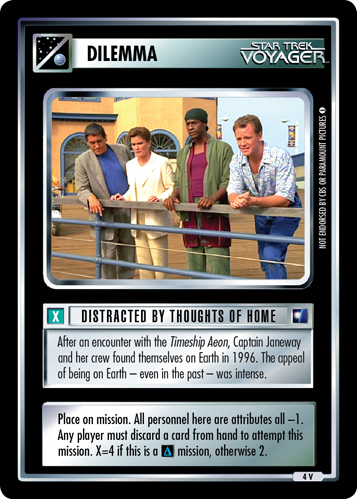 DILEMMA
STAR TREK
VOYAGER
NOT ENDORSED BY CBS OR PARAMOUNT PICTURES
X DISTRACTED BY THOUGHTS OF HOME
After an encounter with the Timeship Aeon, Captain Janeway
and her crew found themselves on Earth in 1996. The appeal
of being on Earth – even in the past – was intense.
Place on mission. All personnel here are attributes all –1.
Any player must discard a card from hand to attempt this
mission. X=4 if this is a mission, otherwise 2.
4 V